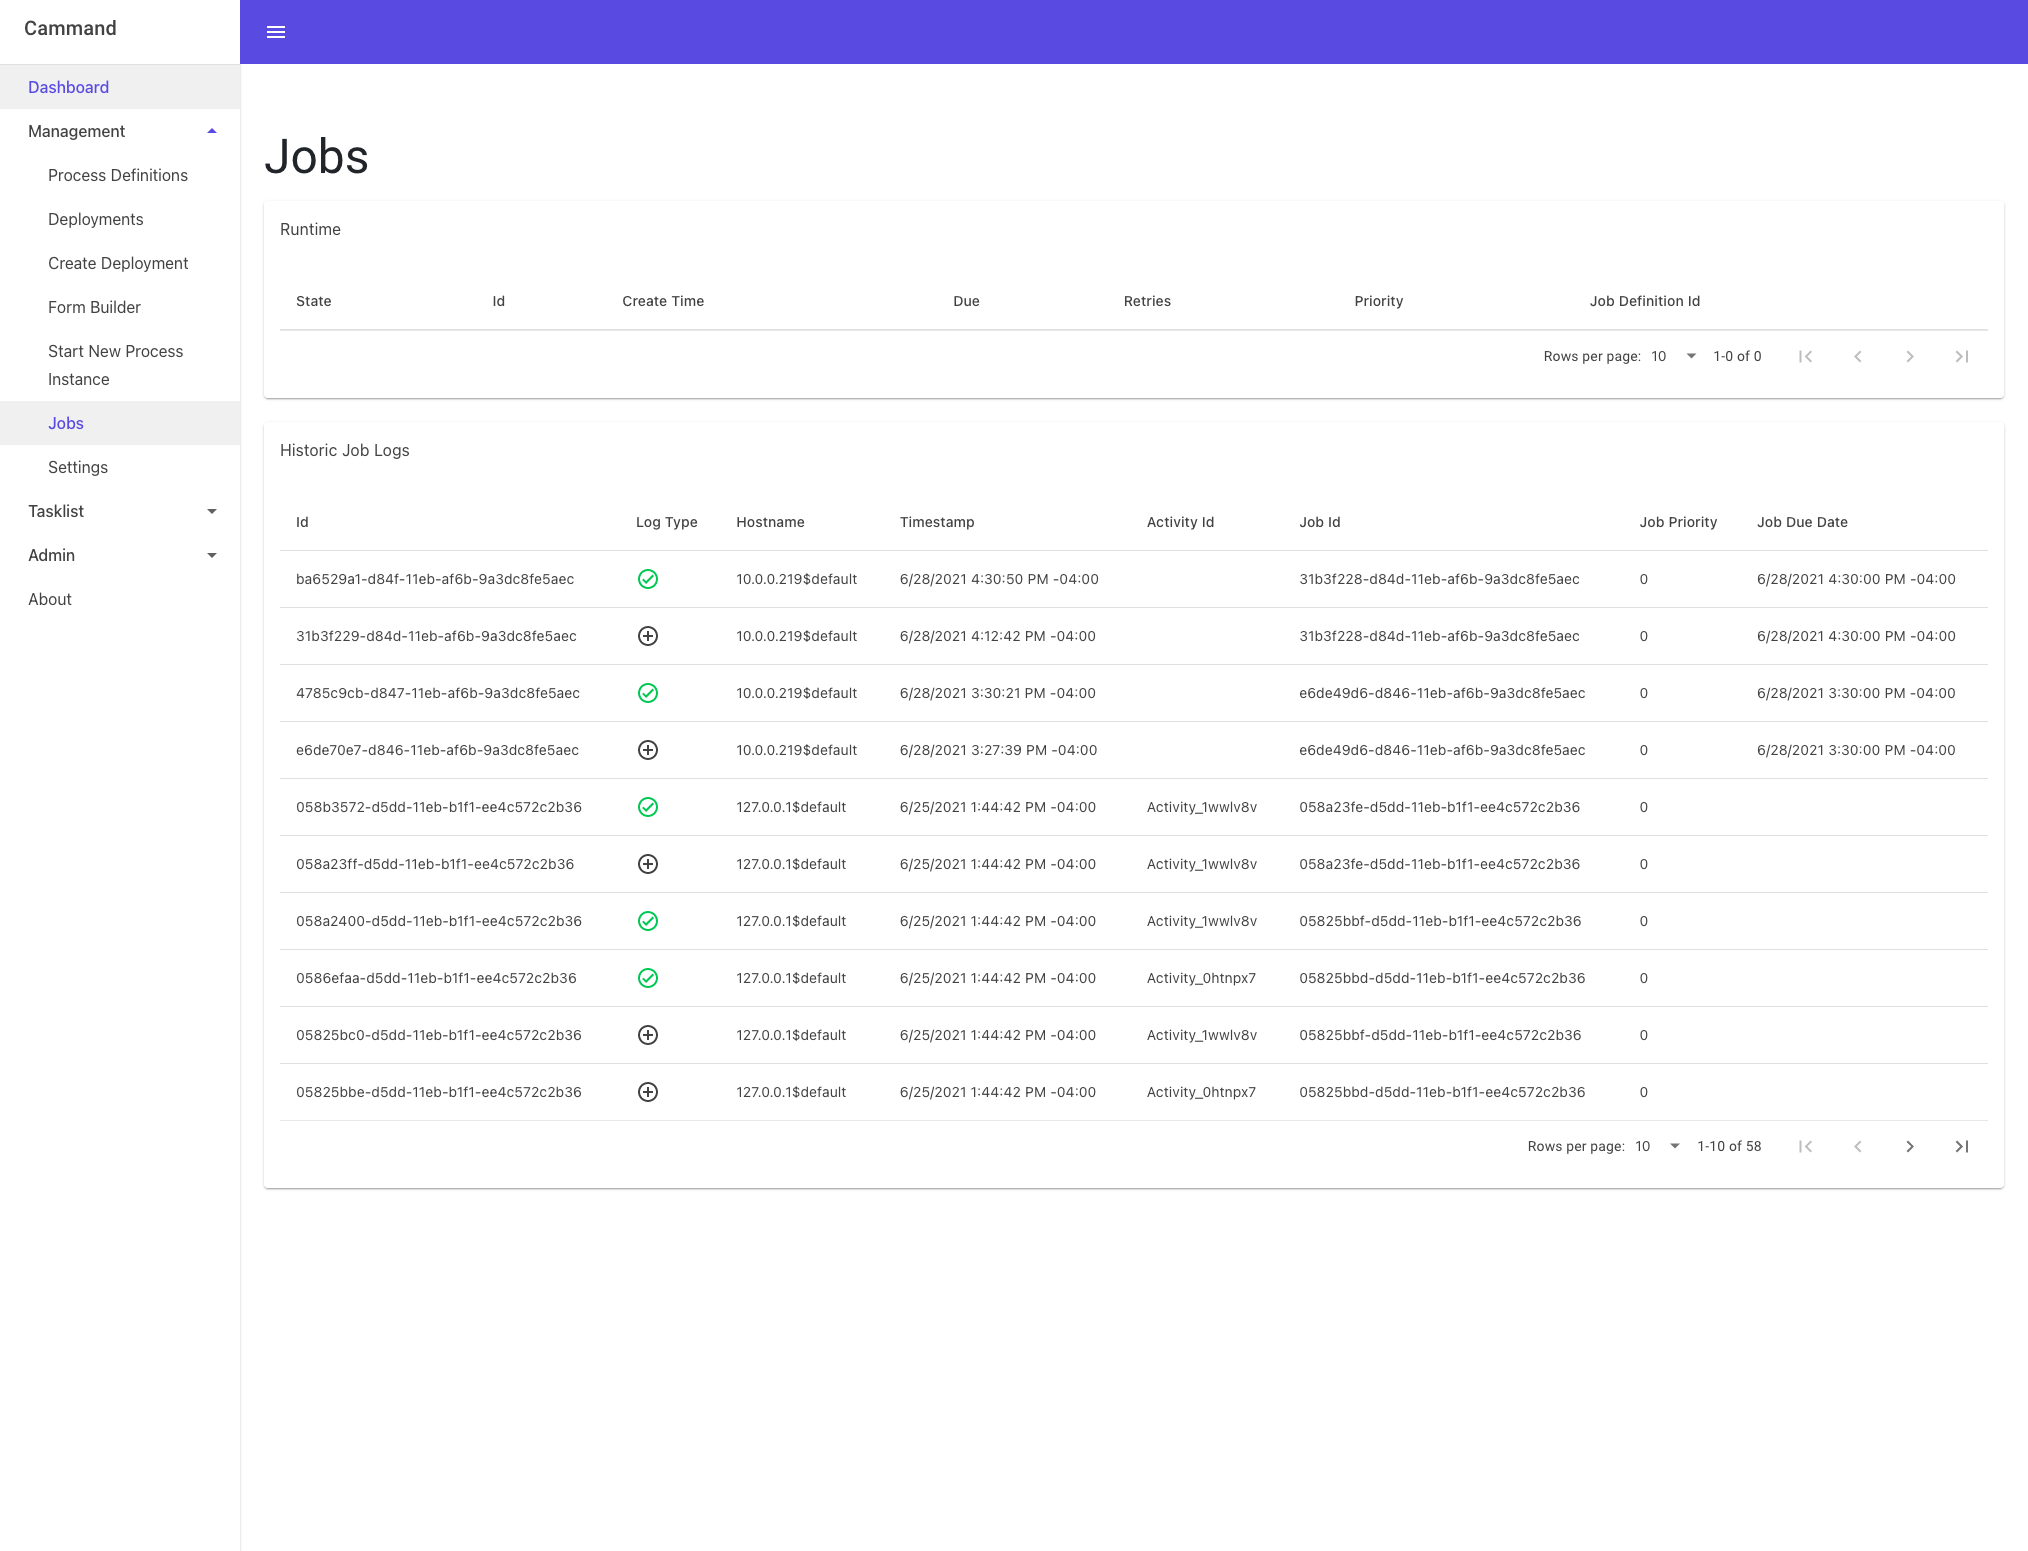 Cammand
Dashboard
Management
Process Definitions
Deployments
Create Deployment
Form Builder
Start New Process
Instance
Jobs
Settings
Tasklist
Admin
About
Jobs
Runtime
State Id Create Time Due Retries Priority Job Definition Id
Rows per page: 10 1-0 of 0
Historic Job Logs
Id Log Type Hostname Timestamp Activity Id Job Id Job Priority Job Due Date
ba6529a1-d84f-11eb-af6b-9a3dc8fe5aec 10.0.0.219$default 6/28/2021 4:30:50 PM -04:00 31b3f228-d84d-11eb-af6b-9a3dc8fe5aec 0 6/28/2021 4:30:00 PM -04:00
31b3f229-d84d-11eb-af6b-9a3dc8fe5aec 10.0.0.219$default 6/28/2021 4:12:42 PM -04:00 31b3f228-d84d-11eb-af6b-9a3dc8fe5aec 0 6/28/2021 4:30:00 PM -04:00
4785c9cb-d847-11eb-af6b-9a3dc8fe5aec 10.0.0.219$default 6/28/2021 3:30:21 PM -04:00 e6de49d6-d846-11eb-af6b-9a3dc8fe5aec 0 6/28/2021 3:30:00 PM -04:00
e6de70e7-d846-11eb-af6b-9a3dc8fe5aec 10.0.0.219$default 6/28/2021 3:27:39 PM -04:00 e6de49d6-d846-11eb-af6b-9a3dc8fe5aec 0 6/28/2021 3:30:00 PM -04:00
058b3572-d5dd-11eb-b1f1-ee4c572c2b36 127.0.0.1$default 6/25/2021 1:44:42 PM -04:00 Activity_1wwlv8v 058a23fe-d5dd-11eb-b1f1-ee4c572c2b36 0
058a23ff-d5dd-11eb-b1f1-ee4c572c2b36 127.0.0.1$default 6/25/2021 1:44:42 PM -04:00 Activity_1wwlv8v 058a23fe-d5dd-11eb-b1f1-ee4c572c2b36 0
058a2400-d5dd-11eb-b1f1-ee4c572c2b36 127.0.0.1$default 6/25/2021 1:44:42 PM -04:00 Activity_1wwlv8v 05825bbf-d5dd-11eb-b1f1-ee4c572c2b36 0
0586efaa-d5dd-11eb-b1f1-ee4c572c2b36 127.0.0.1$default 6/25/2021 1:44:42 PM -04:00 Activity_0htnpx7 05825bbd-d5dd-11eb-b1f1-ee4c572c2b36 0
05825bc0-d5dd-11eb-b1f1-ee4c572c2b36 127.0.0.1$default 6/25/2021 1:44:42 PM -04:00 Activity_1wwlv8v 05825bbf-d5dd-11eb-b1f1-ee4c572c2b36 0
05825bbe-d5dd-11eb-b1f1-ee4c572c2b36 127.0.0.1$default 6/25/2021 1:44:42 PM -04:00 Activity_0htnpx7 05825bbd-d5dd-11eb-b1f1-ee4c572c2b36 0
Rows per page: 10 1-10 of 58